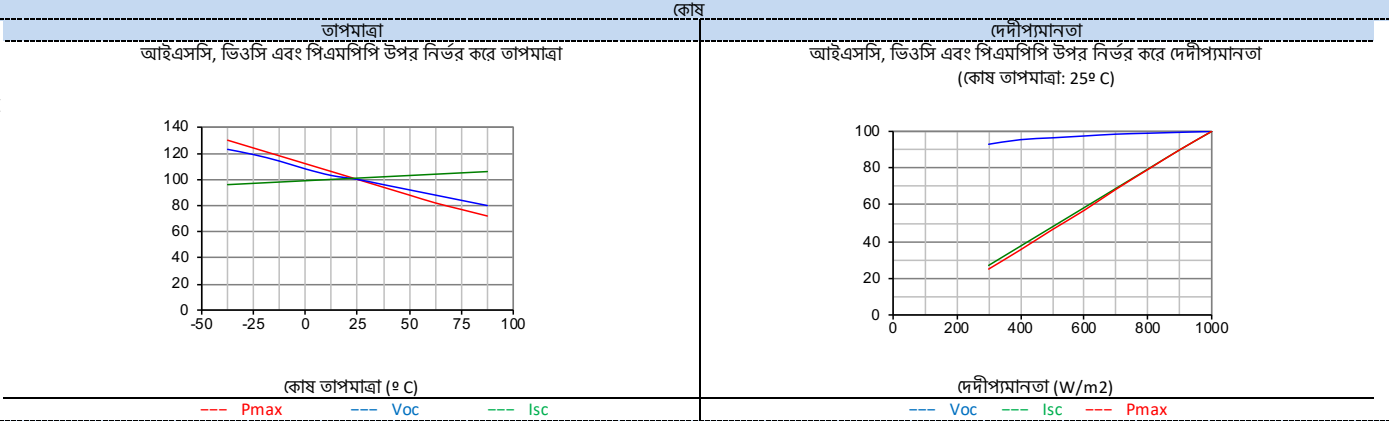 কোষ
তাপমাত্রা
আইএসসি, ভিওসি এবং পিএমপিপি উপর নির্ভর করে তাপমাত্রা
140
120
100
80
60
40
20
0
-50 -25 0 25 50 75 100
কোষ তাপমাত্রা (º C)
--- Pmax --- Voc --- Isc
দেদীপ্যমানতা
আইএসসি, ভিওসি এবং পিএমপিপি উপর নির্ভর করে দেদীপ্যমানতা
(কোষ তাপমাত্রা: 25º C)
100
80
60
40
20
0
0 200 400 600 800 1000
দেদীপ্যমানতা (W/m2)
--- Voc --- Isc --- Pmax